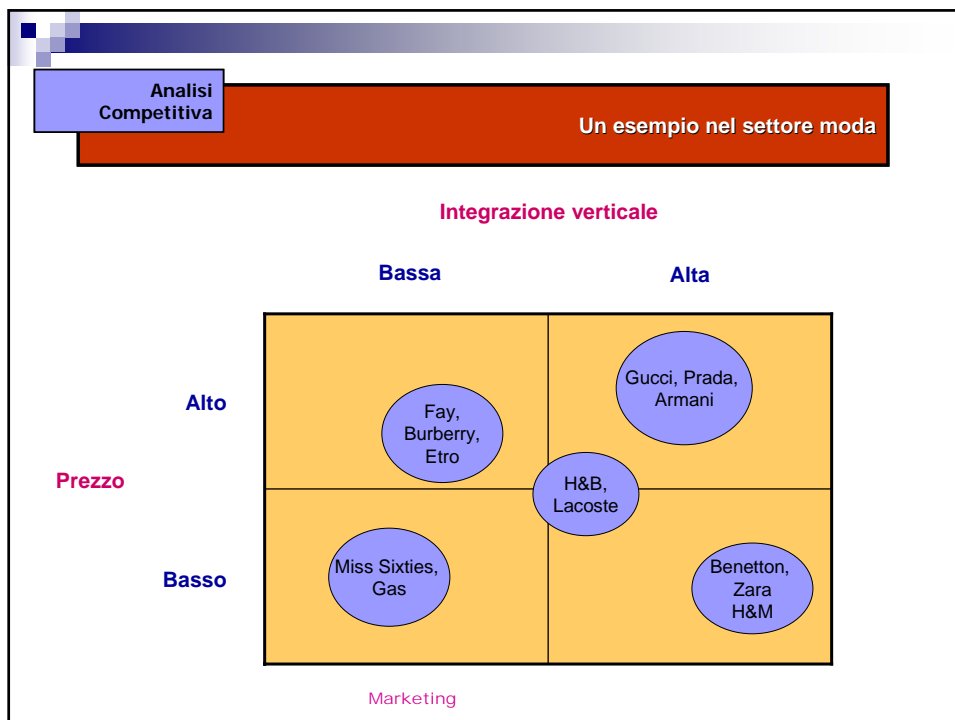 Analisi
Competitiva
Un esempio nel settore moda
Integrazione verticale
Bassa
Alta
Gucci, Prada,
Armani
Alto
Fay,
Burberry,
Etro
Prezzo
H&B,
Lacoste
Miss Sixties,
Gas
Basso
Benetton,
Zara
H&M
Marketing